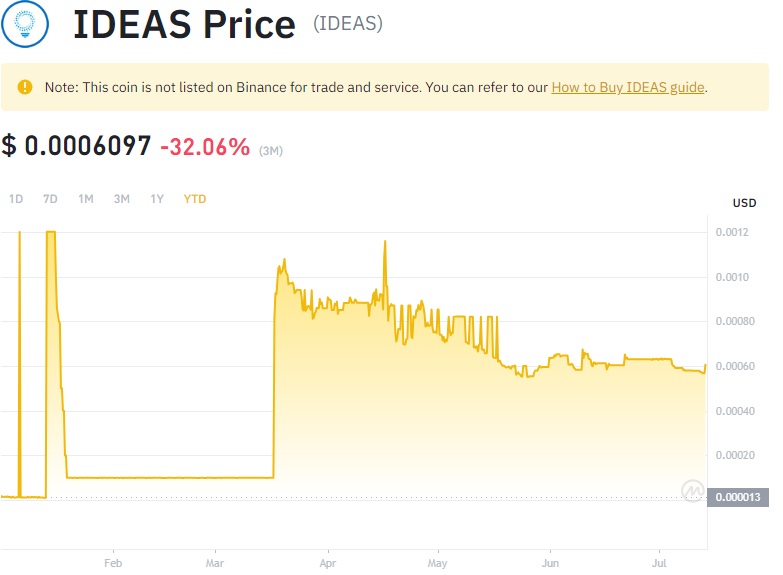 IDEAS Price (IDEAS)
Note: This coin is not listed on Binance for trade and service. You can refer to our How to Buy IDEAS guide.
$ 0.0006097 -32.06% (3M)
1D 7D 1M 3M 1Y YTD
USD
0.0012
0.0010
0.00080
0.00060
0.00040
0.00020
0.000013
Feb Mar Apr May Jun Jul